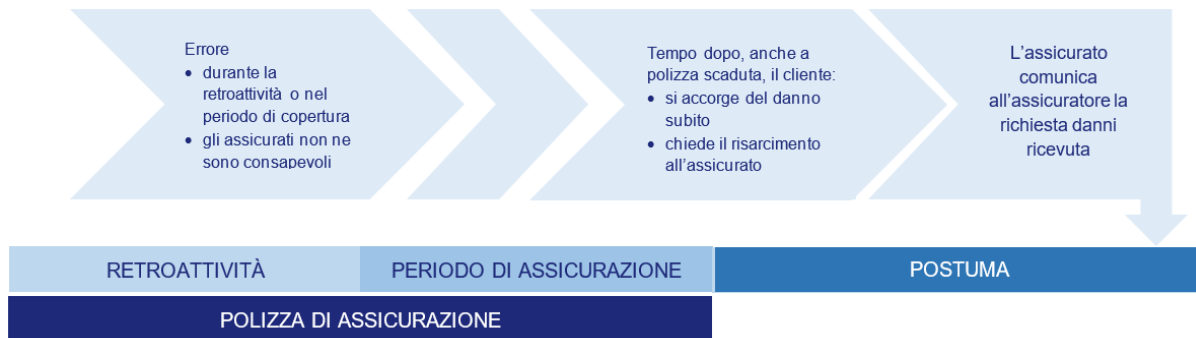 Errore
• durante la
retroattività o nel
periodo di copertura
• gli assicurati non ne
sono consapevoli
Tempo dopo, anche a
polizza scaduta, il cliente:
• si accorge del danno
subito
• chiede il risarcimento
all'assicurato
L'assicurato
comunica
all'assicuratore la
richiesta danni
ricevuta
RETROATTIVITÀ
PERIODO DI ASSICURAZIONE
POSTUMA
POLIZZA DI ASSICURAZIONE